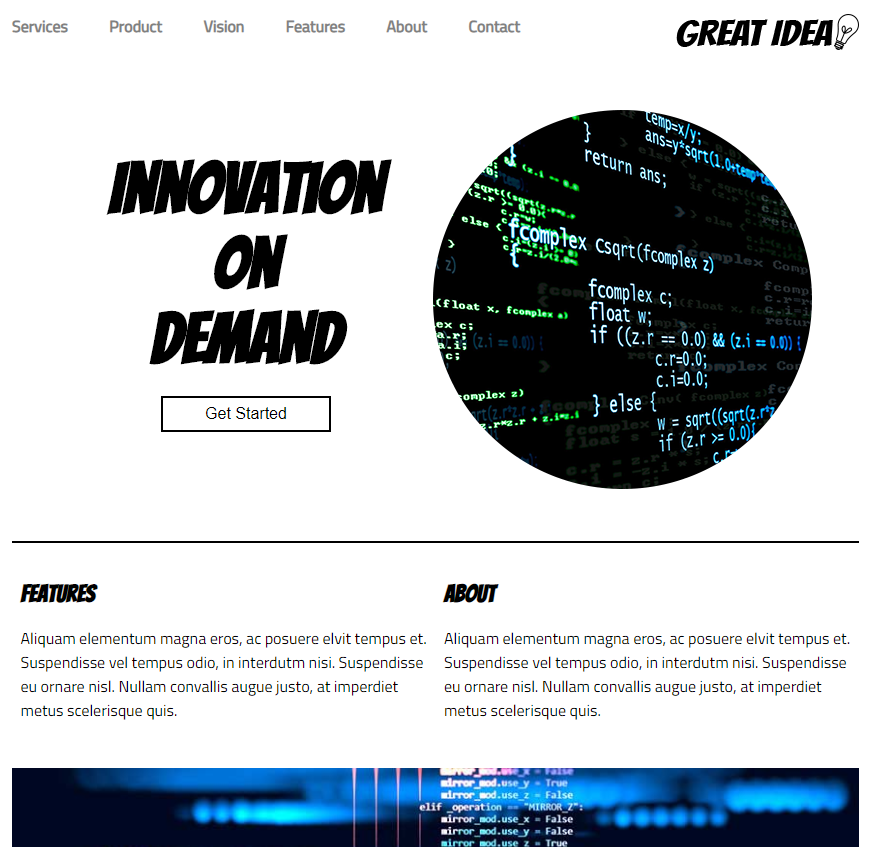 Services Product Vision Features About Contact GREAT IDEA
INNOVATION
ON
DEMAND
Get Started
temp=x/y;
ans=y*sqrt(1.0+temp*te
}
return ans;
fcomplex Csqrt(fcomplex z)
{
fcomplex c;
float w;
if ((z.r == 0.0) && (z.i == 0.0)) {
c.r=0.0;
c.i=0.0;
} else {
w = sqrt((sqrt(z.r*z
if (z.r >= 0.0){
FEATURES
Aliquam elementum magna eros, ac posuere elvit tempus et.
Suspendisse vel tempus odio, in interdutm nisi. Suspendisse
eu ornare nisl. Nullam convallis augue justo, at imperdiet
metus scelerisque quis.
ABOUT
Aliquam elementum magna eros, ac posuere elvit tempus et.
Suspendisse vel tempus odio, in interdutm nisi. Suspendisse
eu ornare nisl. Nullam convallis augue justo, at imperdiet
metus scelerisque quis.
mirror_mod.use_x = False
mirror_mod.use_y = True
mirror_mod.use_z = False
elif _operation == "MIRROR_Z":
mirror_mod.use_x = False
mirror_mod.use_y = False
mirror_mod.use_z = True